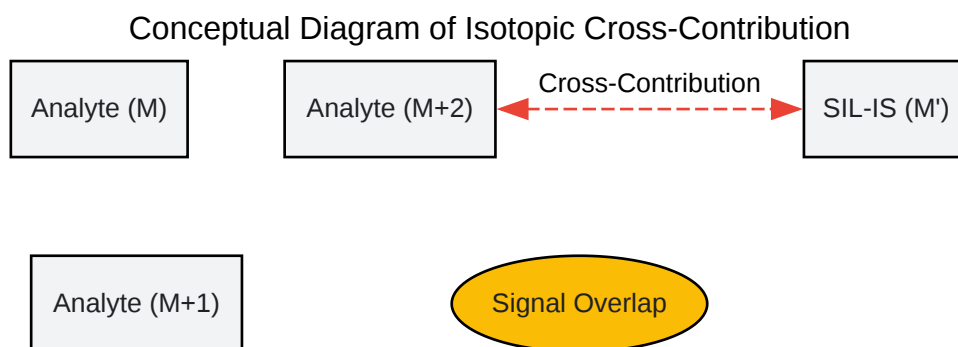 Conceptual Diagram of Isotopic Cross-Contribution
Analyte (M)
Analyte (M+2)
Cross-Contribution
SIL-IS (M')
Analyte (M+1)
Signal Overlap